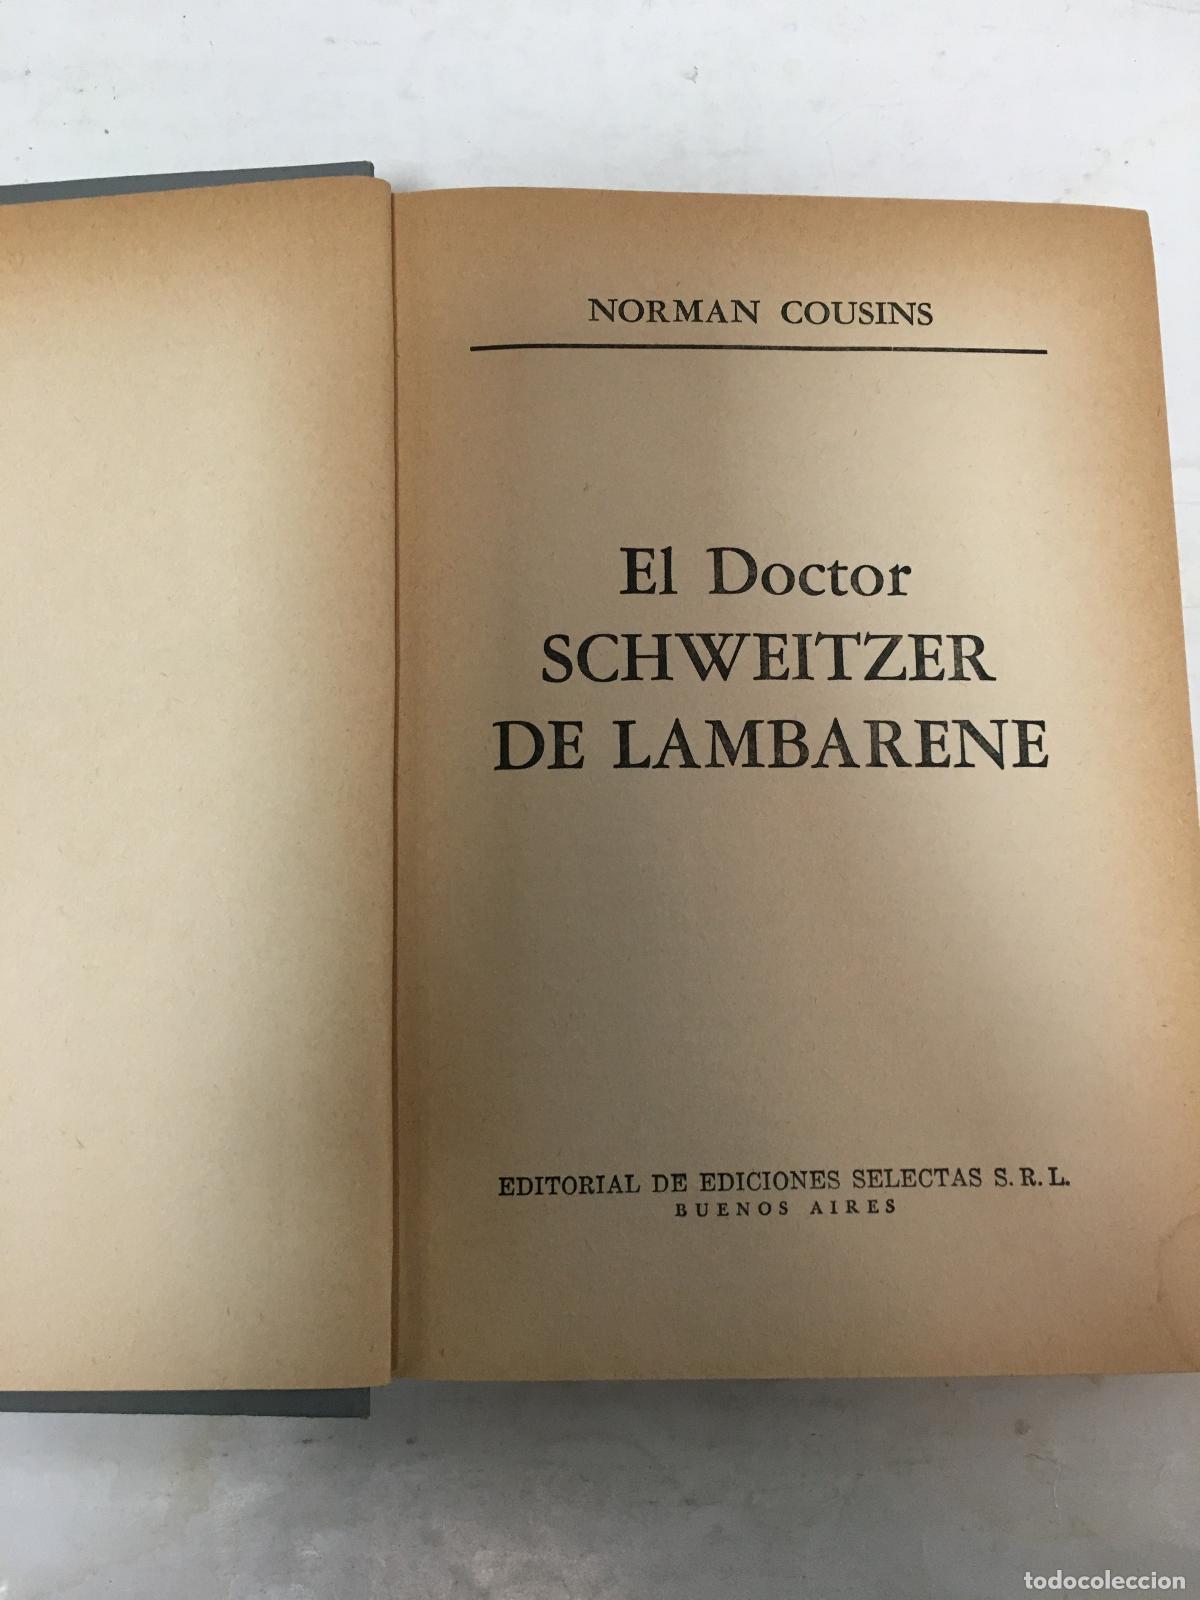 NORMAN COUSINS
El Doctor
SCHWEITZER
DE LAMBARENE
EDITORIAL DE EDICIONES SELECTAS S. R. L.
BUENOS AIRES
todocoleccion